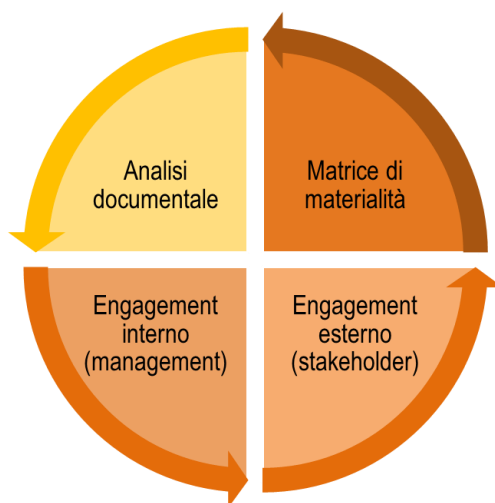 Analisi
documentale
Matrice di
materialità
Engagement
interno
(management)
Engagement
esterno
(stakeholder)